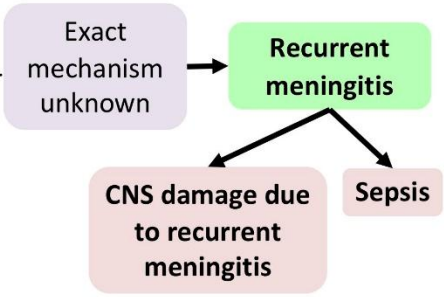 Exact
mechanism
unknown
Recurrent
meningitis
CNS damage due
to recurrent
meningitis
Sepsis